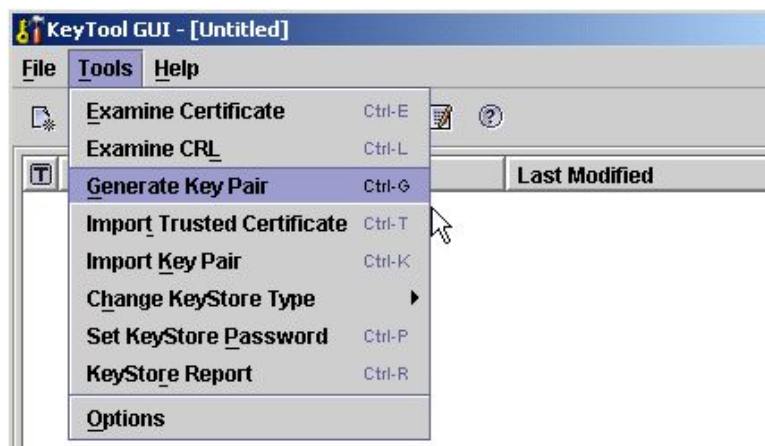 KeyTool GUI - [Untitled]
File Tools Help
Examine Certificate Ctrl-E
Examine CRL Ctrl-L
T Last Modified
Generate Key Pair Ctrl-G
Import Trusted Certificate Ctrl-T
Import Key Pair Ctrl-K
Change KeyStore Type
Set KeyStore Password Ctrl-P
KeyStore Report Ctrl-R
Options